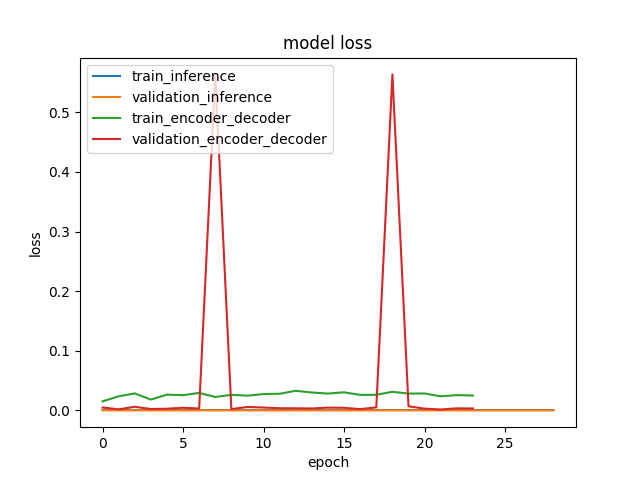 model loss
train_inference
validation_inference
train_encoder_decoder
validation_encoder_decoder
loss
0.5
0.4
0.3
0.2
0.1
0.0
0 5 10 15 20 25
epoch